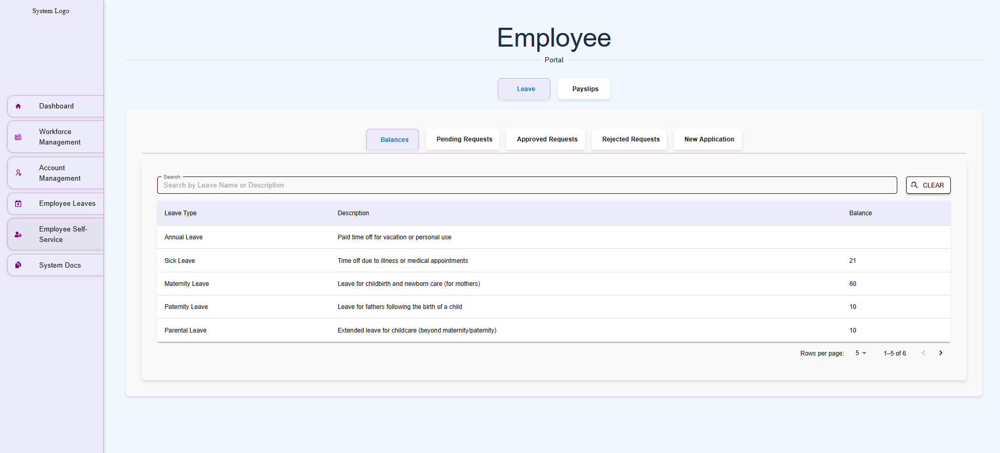 System Logo
Dashboard
Workforce
Management
Account
Management
Employee Leaves
Employee Self-
Service
System Docs
Employee
Portal
Leave Payslips
Balances Pending Requests Approved Requests Rejected Requests New Application
Search
Search by Leave Name or Description CLEAR
Leave Type Description Balance
Annual Leave Paid time off for vacation or personal use
Sick Leave Time off due to illness or medical appointments 21
Maternity Leave Leave for childbirth and newborn care (for mothers) 60
Paternity Leave Leave for fathers following the birth of a child 10
Parental Leave Extended leave for childcare (beyond maternity/paternity) 10
Rows per page: 5 1–5 of 6